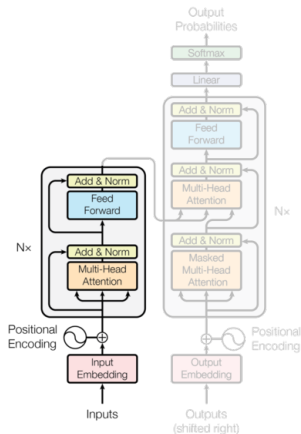 Output
Probabilities
Softmax
Linear
Add & Norm
Feed
Forward
Add & Norm
Multi-Head
Attention
Nx
Add & Norm
Masked
Multi-Head
Attention
Positional
Encoding
Output
Embedding
Outputs
(shifted right)
Add & Norm
Feed
Forward
Nx
Add & Norm
Multi-Head
Attention
Positional
Encoding
Input
Embedding
Inputs